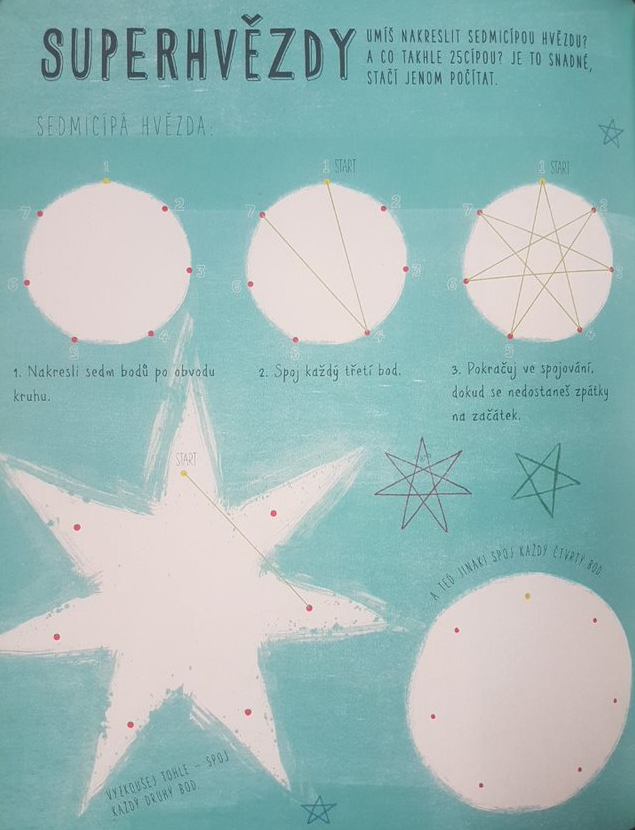 SUPERHVĚZDY
UMÍŠ NAKRESLIT SEDMICÍPOU HVĚZDU?
A CO TAKHLE 25CÍPOU? JE TO SNADNÉ,
STAČÍ JENOM POČÍTAT.
SEDMICÍPÁ HVĚZDA:
1
2
3
4
5
6
7
1 START
2
3
4
5
6
7
1 START
2
3
4
5
6
7
1. Nakresli sedm bodů po obvodu
kruhu.
2. Spoj každý třetí bod.
3. Pokračuj ve spojování,
dokud se nedostaneš zpátky
na začátek.
START
A TEĎ JINAK! SPOJ KAŽDÝ ČTVRTÝ BOD
VYZKOUŠEJ TOHLE – SPOJ
KAŽDÝ DRUHÝ BOD